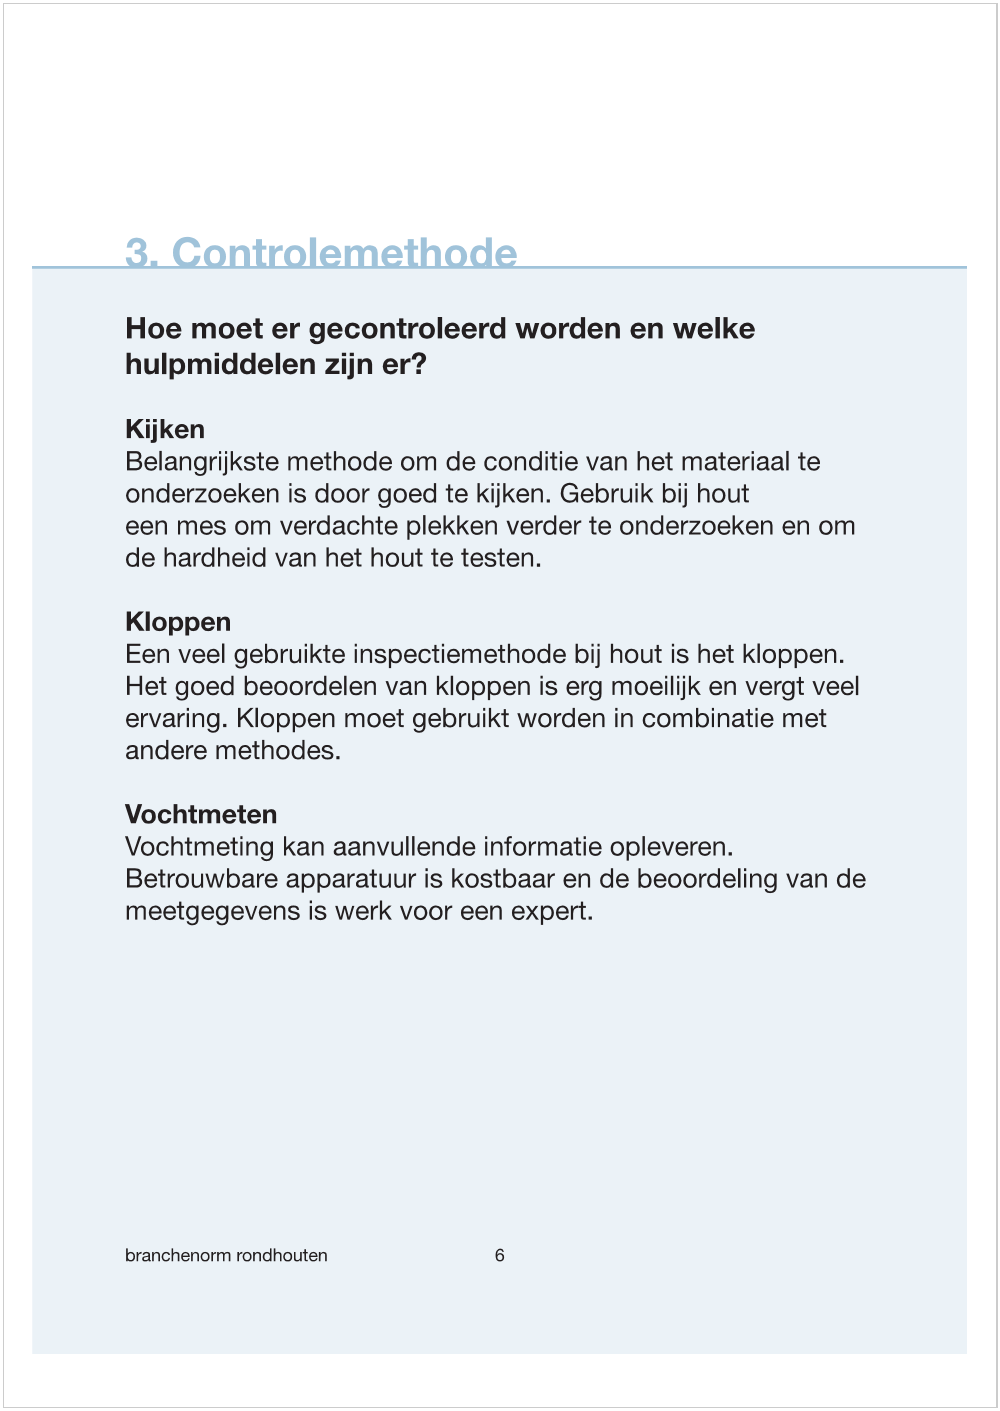 3. Controlemethode
Hoe moet er gecontroleerd worden en welke
hulpmiddelen zijn er?
Kijken
Belangrijkste methode om de conditie van het materiaal te
onderzoeken is door goed te kijken. Gebruik bij hout
een mes om verdachte plekken verder te onderzoeken en om
de hardheid van het hout te testen.
Kloppen
Een veel gebruikte inspectiemethode bij hout is het kloppen.
Het goed beoordelen van kloppen is erg moeilijk en vergt veel
ervaring. Kloppen moet gebruikt worden in combinatie met
andere methodes.
Vochtmeten
Vochtmeting kan aanvullende informatie opleveren.
Betrouwbare apparatuur is kostbaar en de beoordeling van de
meetgegevens is werk voor een expert.
branchenorm rondhouten 6